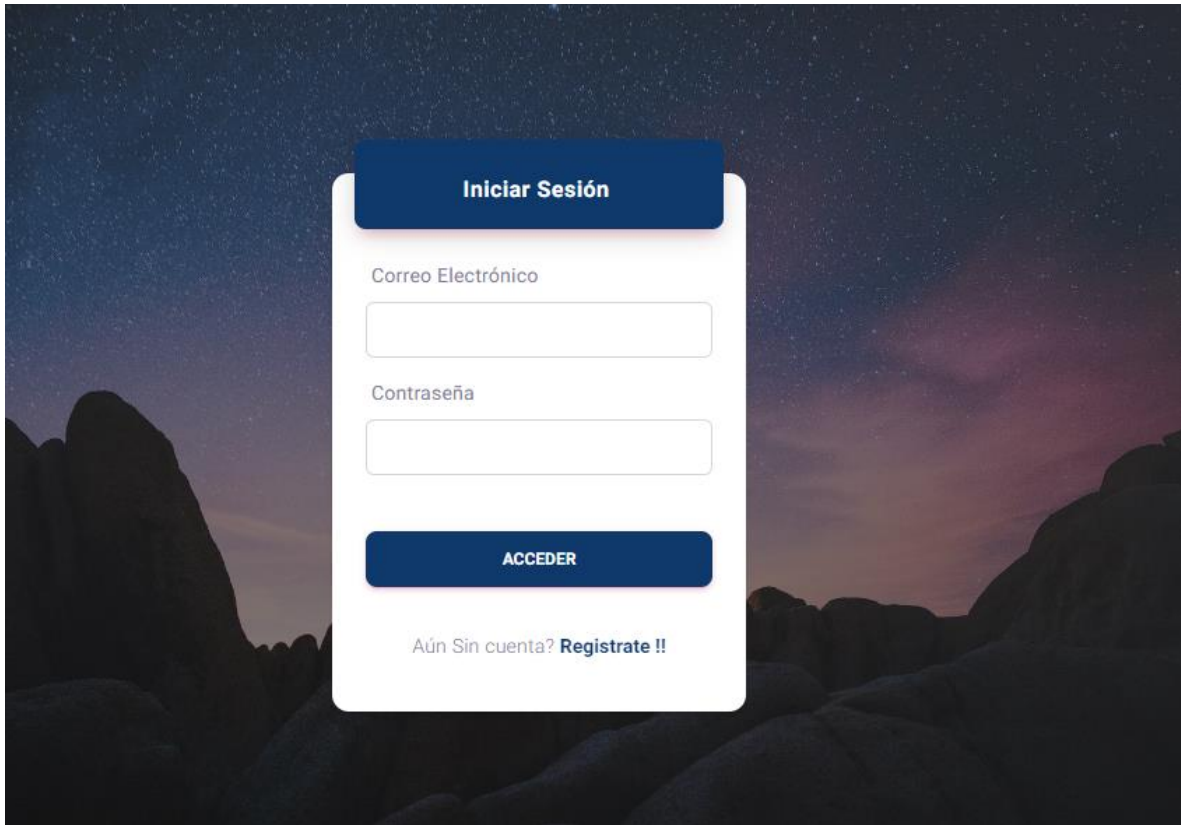 Iniciar Sesión
Correo Electrónico
Contraseña
ACCEDER
Aún Sin cuenta? Registrate !!